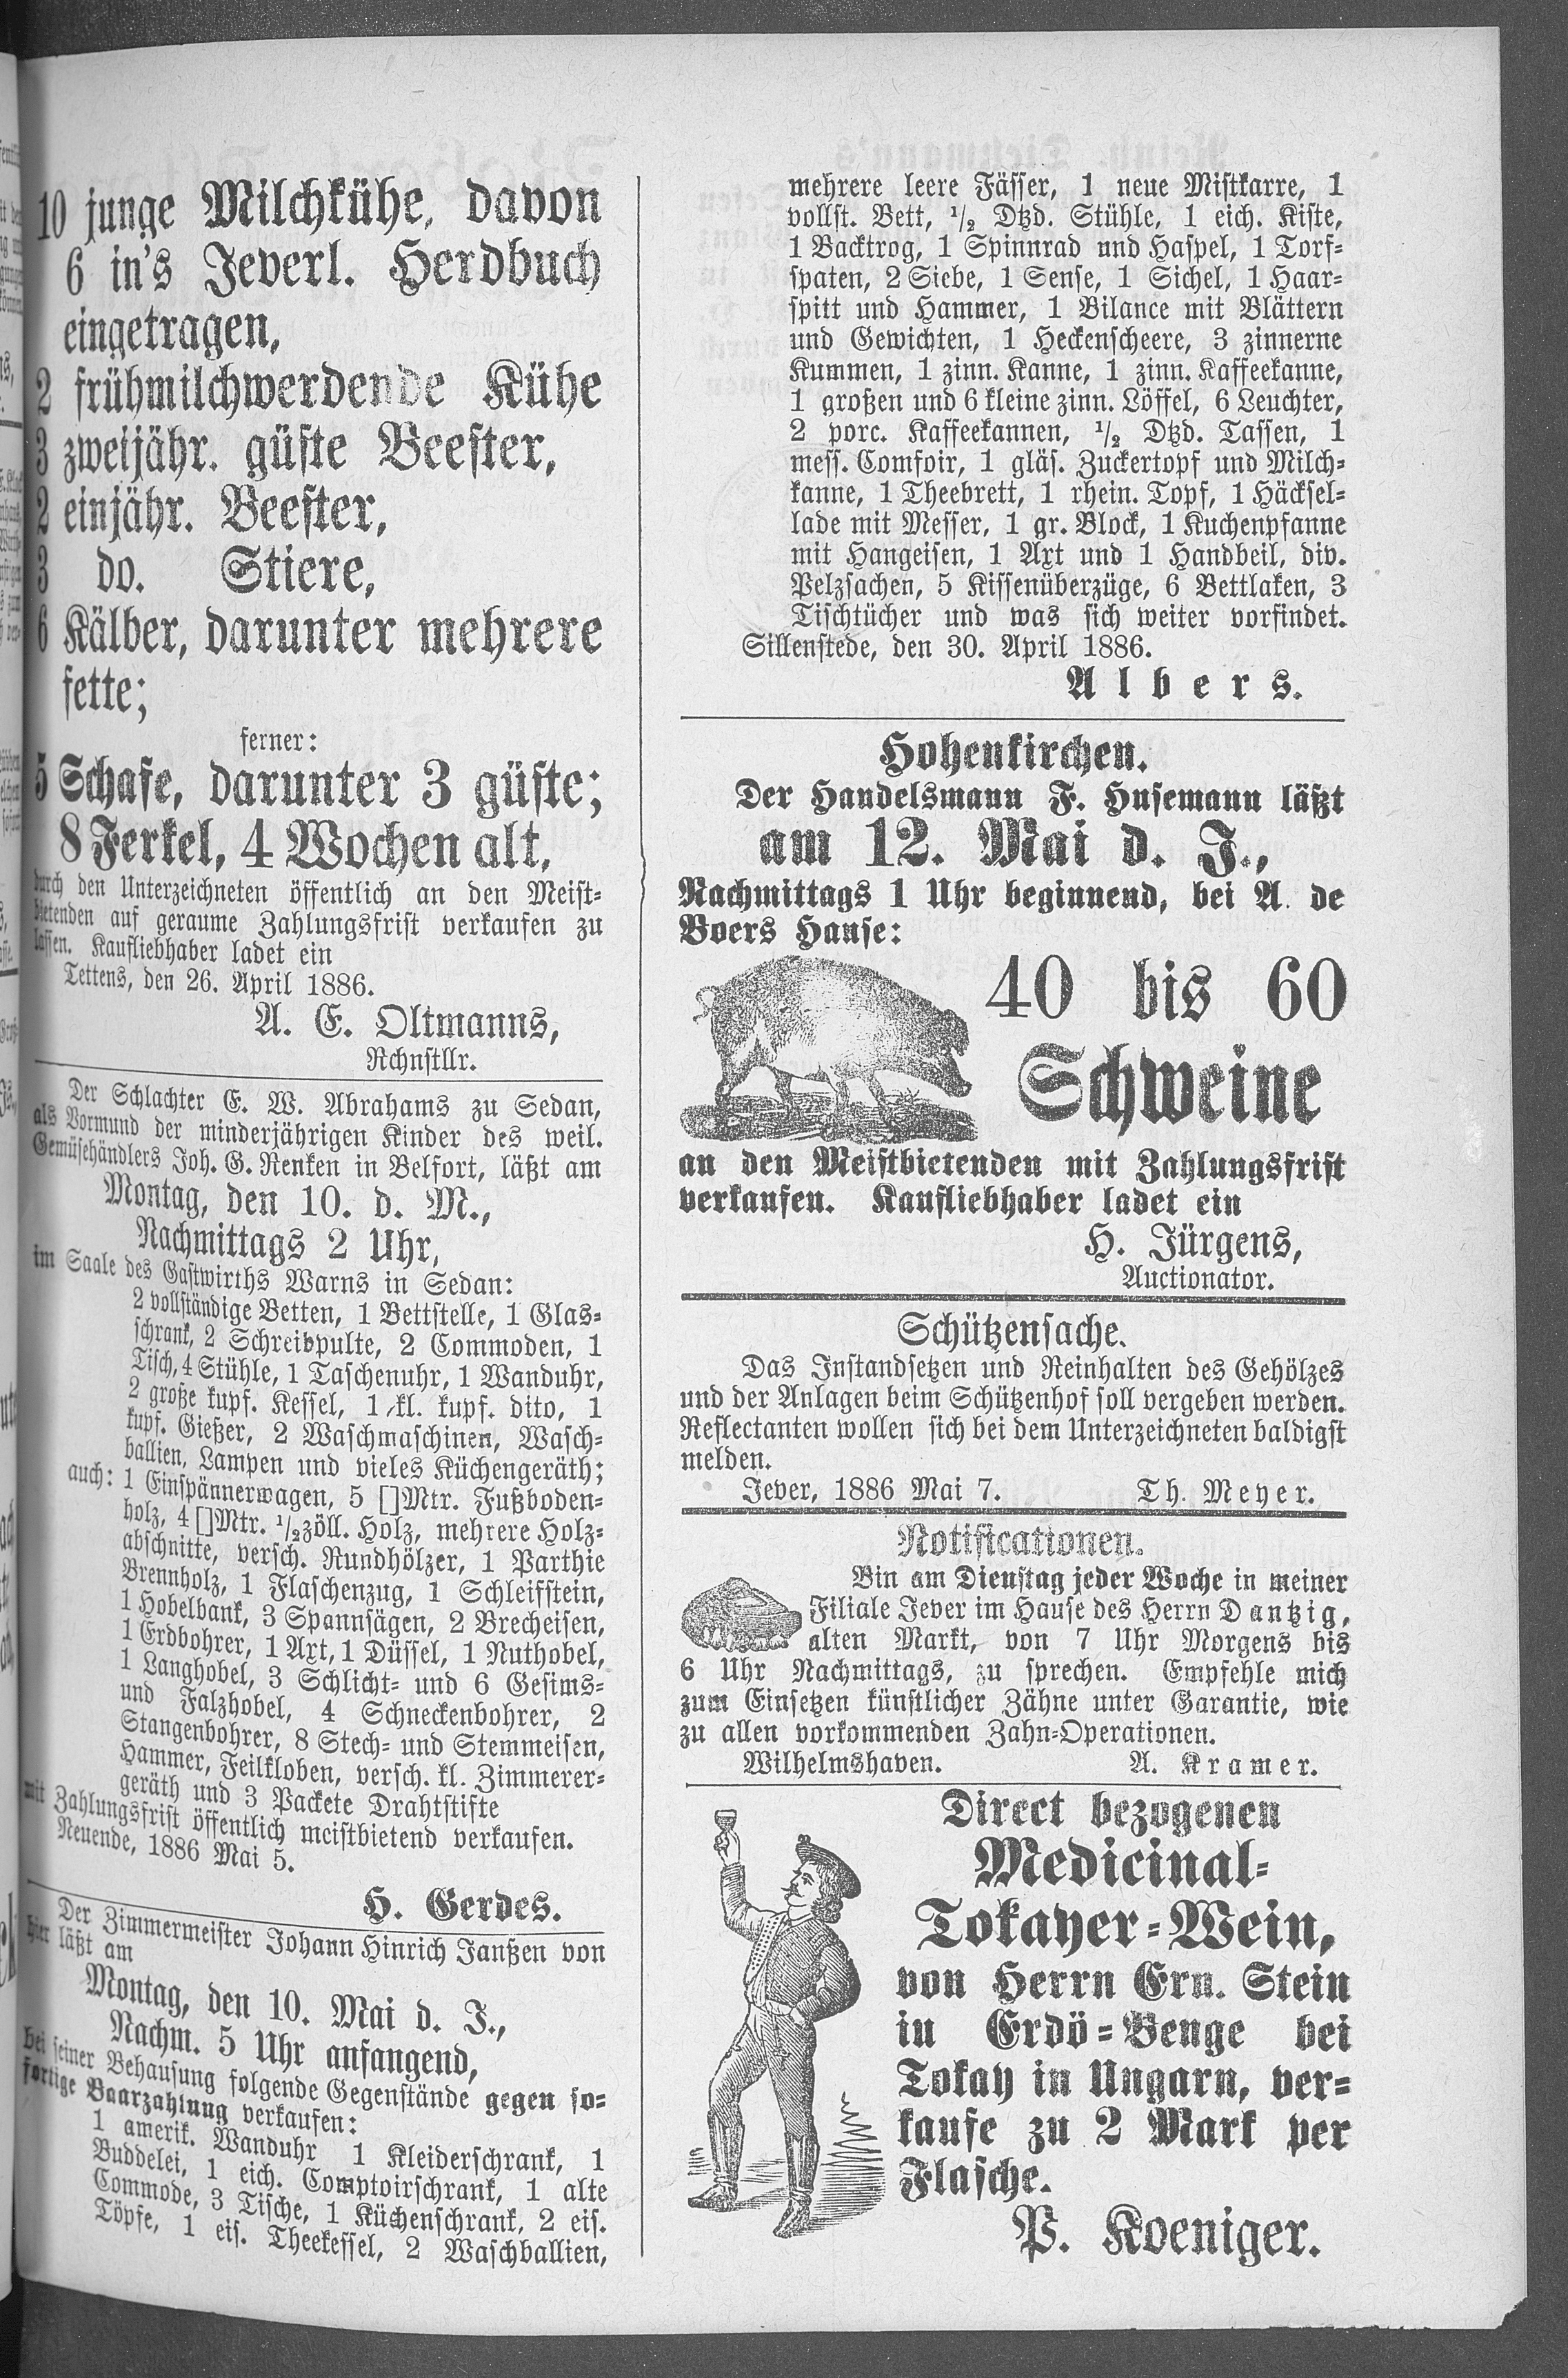 10 junge Milchkühe, davon
6 in's Jeverl. Herdbuch
eingetragen,
2 frühmilchwerdende Kühe
3 zweijähr. güste Beester,
2 einjähr. Beester,
3 do. Stiere,
6 Kälber, darunter mehrere
fette;
ferner:
5 Schafe, darunter 3 güste;
8 Ferkel, 4 Wochen alt,
durch den Unterzeichneten öffentlich an den Meist-
bietenden auf geraume Zahlungsfrist verkaufen zu
lassen. Kaufliebhaber ladet ein
Tettens, den 26. April 1886.
A. E. Oltmanns,
Rchnstllr.
Der Schlachter E. W. Abrahams zu Sedan,
als Vormund der minderjährigen Kinder des weil.
Gemüsehändlers Joh. G. Renken in Belfort, läßt am
Montag, den 10. d. M.,
Nachmittags 2 Uhr,
im Saale des Gastwirths Warns in Sedan:
2 vollständige Betten, 1 Bettstelle, 1 Glas-
schrank, 2 Schreibpulte, 2 Commoden, 1
Tisch, 4 Stühle, 1 Taschenuhr, 1 Wanduhr,
2 große kupf. Kessel, 1 kl. kupf. dito, 1
kupf. Gießer, 2 Waschmaschinen, Wasch-
ballien, Lampen und vieles Küchengeräth;
auch: 1 Einspännerwagen, 5 []Mtr. Fußboden-
holz, 4 []Mtr. 1/2zöll. Holz, mehrere Holz-
abschnitte, versch. Rundhölzer, 1 Parthie
Brennholz, 1 Flaschenzug, 1 Schleifstein,
1 Hobelbank, 3 Spannsägen, 2 Brecheisen,
1 Erdbohrer, 1 Axt, 1 Düssel, 1 Nuthobel,
1 Langhobel, 3 Schlicht- und 6 Gesims-
und Falzhobel, 4 Schneckenbohrer, 2
Stangenbohrer, 8 Stech- und Stemmeisen,
Hammer, Feilkloben, versch. kl. Zimmerer-
geräth und 3 Packete Drahtstifte
mit Zahlungsfrist öffentlich meistbietend verkaufen.
Neuende, 1886 Mai 5.
H. Gerdes.
Der Zimmermeister Johann Hinrich Janßen von
hier läßt am
Montag, den 10. Mai d. J.,
Nachm. 5 Uhr anfangend,
bei seiner Behausung folgende Gegenstände gegen so-
fortige Baarzahlung verkaufen:
1 amerik. Wanduhr 1 Kleiderschrank, 1
Buddelei, 1 eich. Comptoirschrank, 1 alte
Commode, 3 Tische, 1 Küchenschrank, 2 eis.
Töpfe, 1 eis. Theekessel, 2 Waschballien,
mehrere leere Fässer, 1 neue Mistkarre, 1
vollst. Bett, 1/2 Dtzd. Stühle, 1 eich. Kiste,
1 Backtrog, 1 Spinnrad und Haspel, 1 Torf-
spaten, 2 Siebe, 1 Sense, 1 Sichel, 1 Haar-
spitt und Hammer, 1 Bilance mit Blättern
und Gewichten, 1 Heckenscheere, 3 zinnerne
Kummen, 1 zinn. Kanne, 1 zinn. Kaffeekanne,
1 großen und 6 kleine zinn. Löffel, 6 Leuchter,
2 porc. Kaffeekannen, 1/2 Dtzd. Tassen, 1
mess. Comfoir, 1 gläs. Zuckertopf und Milch-
kanne, 1 Theebrett, 1 rhein. Topf, 1 Häcksel-
lade mit Messer, 1 gr. Block, 1 Kuchenpfanne
mit Hangeisen, 1 Axt und 1 Handbeil, div.
Pelzsachen, 5 Kissenüberzüge, 6 Bettlaken, 3
Tischtücher und was sich weiter vorfindet.
Sillenstede, den 30. April 1886.
Albers.
Hohenkirchen.
Der Handelsmann F. Husemann läßt
am 12. Mai d. J.,
Nachmittags 1 Uhr beginnend, bei A. de
Boers Hause:
40 bis 60
Schweine
an den Meistbietenden mit Zahlungsfrist
verkaufen. Kaufliebhaber ladet ein
H. Jürgens,
Auctionator.
Schützensache.
Das Instandsetzen und Reinhalten des Gehölzes
und der Anlagen beim Schützenhof soll vergeben werden.
Reflectanten wollen sich bei dem Unterzeichneten baldigst
melden.
Jever, 1886 Mai 7. Th. Meyer.
Notificationen.
Bin am Dienstag jeder Woche in meiner
Filiale Jever im Hause des Herrn Dantzig,
alten Markt, von 7 Uhr Morgens bis
6 Uhr Nachmittags, zu sprechen. Empfehle mich
zum Einsetzen künstlicher Zähne unter Garantie, wie
zu allen vorkommenden Zahn-Operationen.
Wilhelmshaven. A. Kramer.
Direct bezogenen
Medicinal-
Tokayer-Wein,
von Herrn Ern. Stein
in Erdö-Benge bei
Tokay in Ungarn, ver-
kaufe zu 2 Mark per
Flasche.
P. Koeniger.